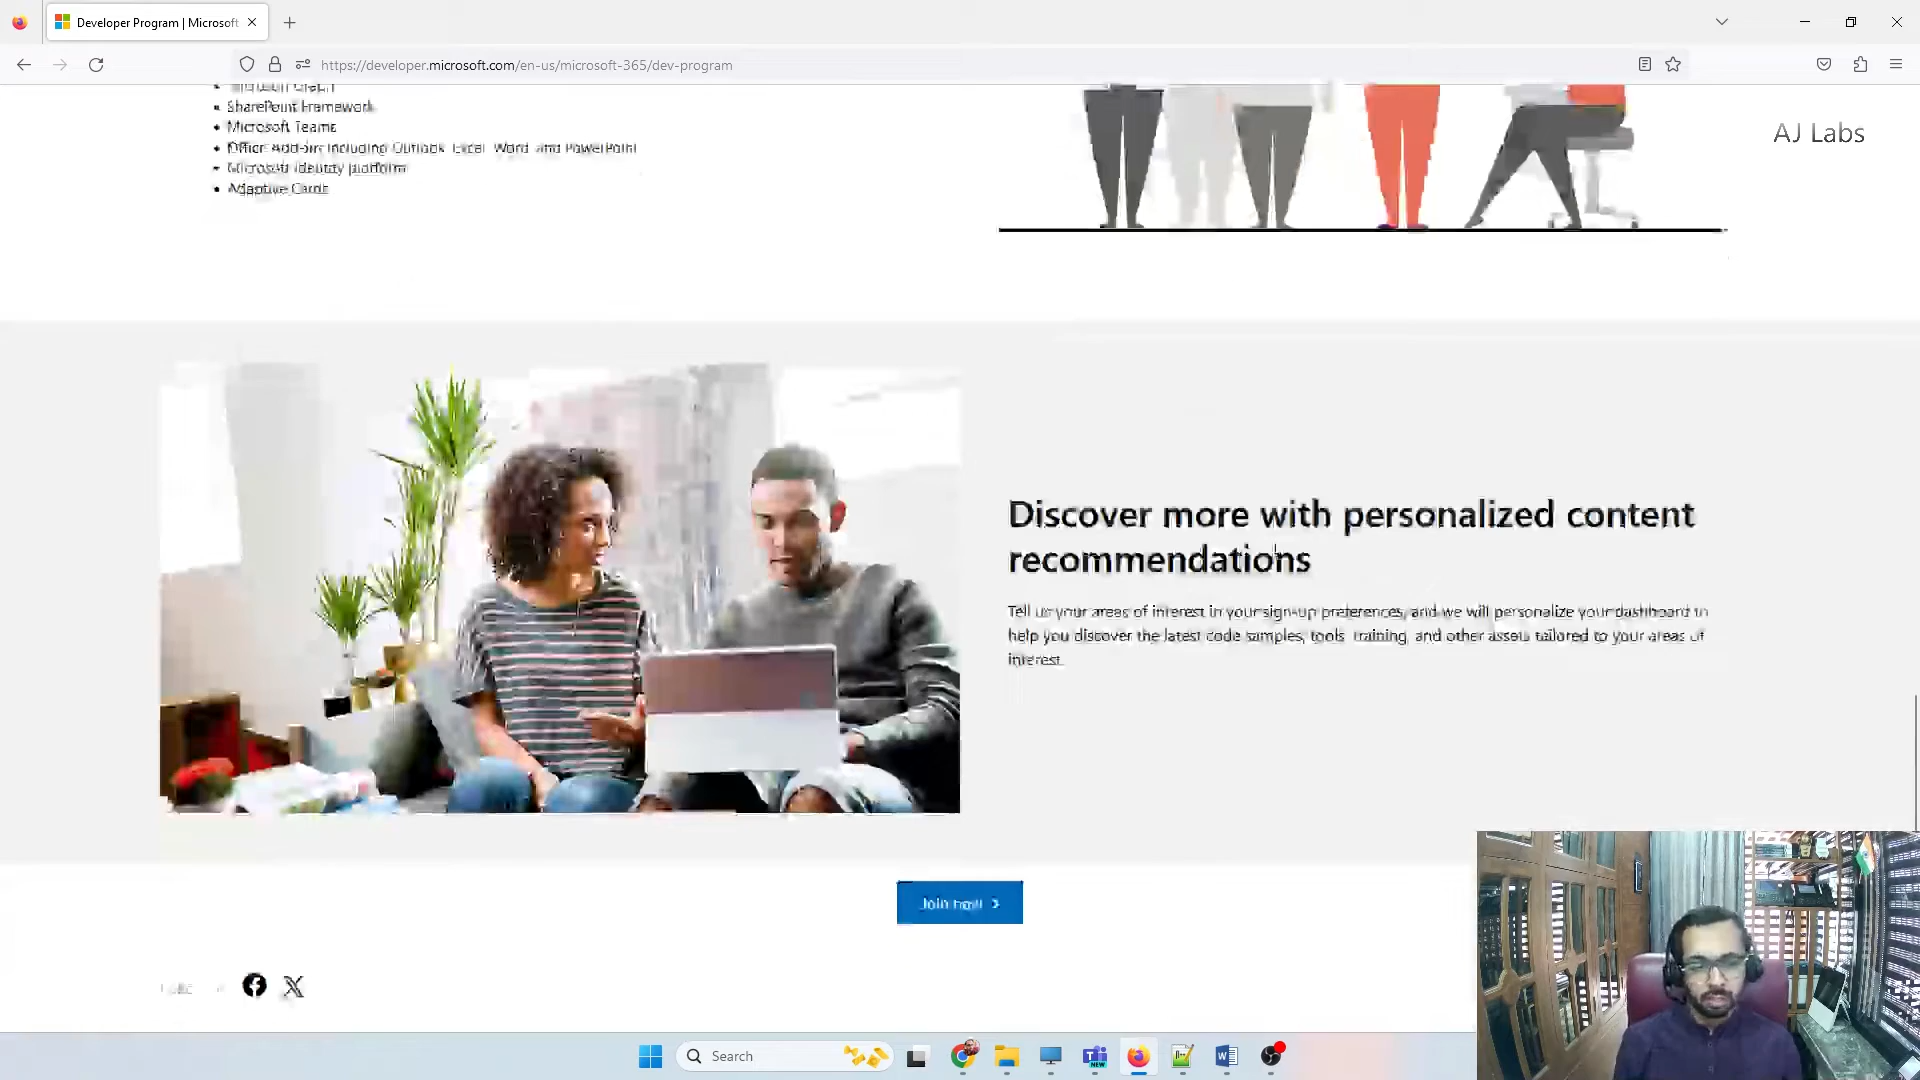 Developer Program | Microsoft
https://developer.microsoft.com/en-us/microsoft-365/dev-program
SharePoint Framework
Microsoft Teams
Office Add-ins including Outlook, Excel, Word and PowerPoint
Microsoft identity platform
Adaptive Cards
AJ Labs
Discover more with personalized content
recommendations
Tell us your areas of interest in your sign-up preferences, and we will personalize your dashboard to
help you discover the latest code samples, tools, training, and other assets tailored to your areas of
interest.
Join now
Search
NEW